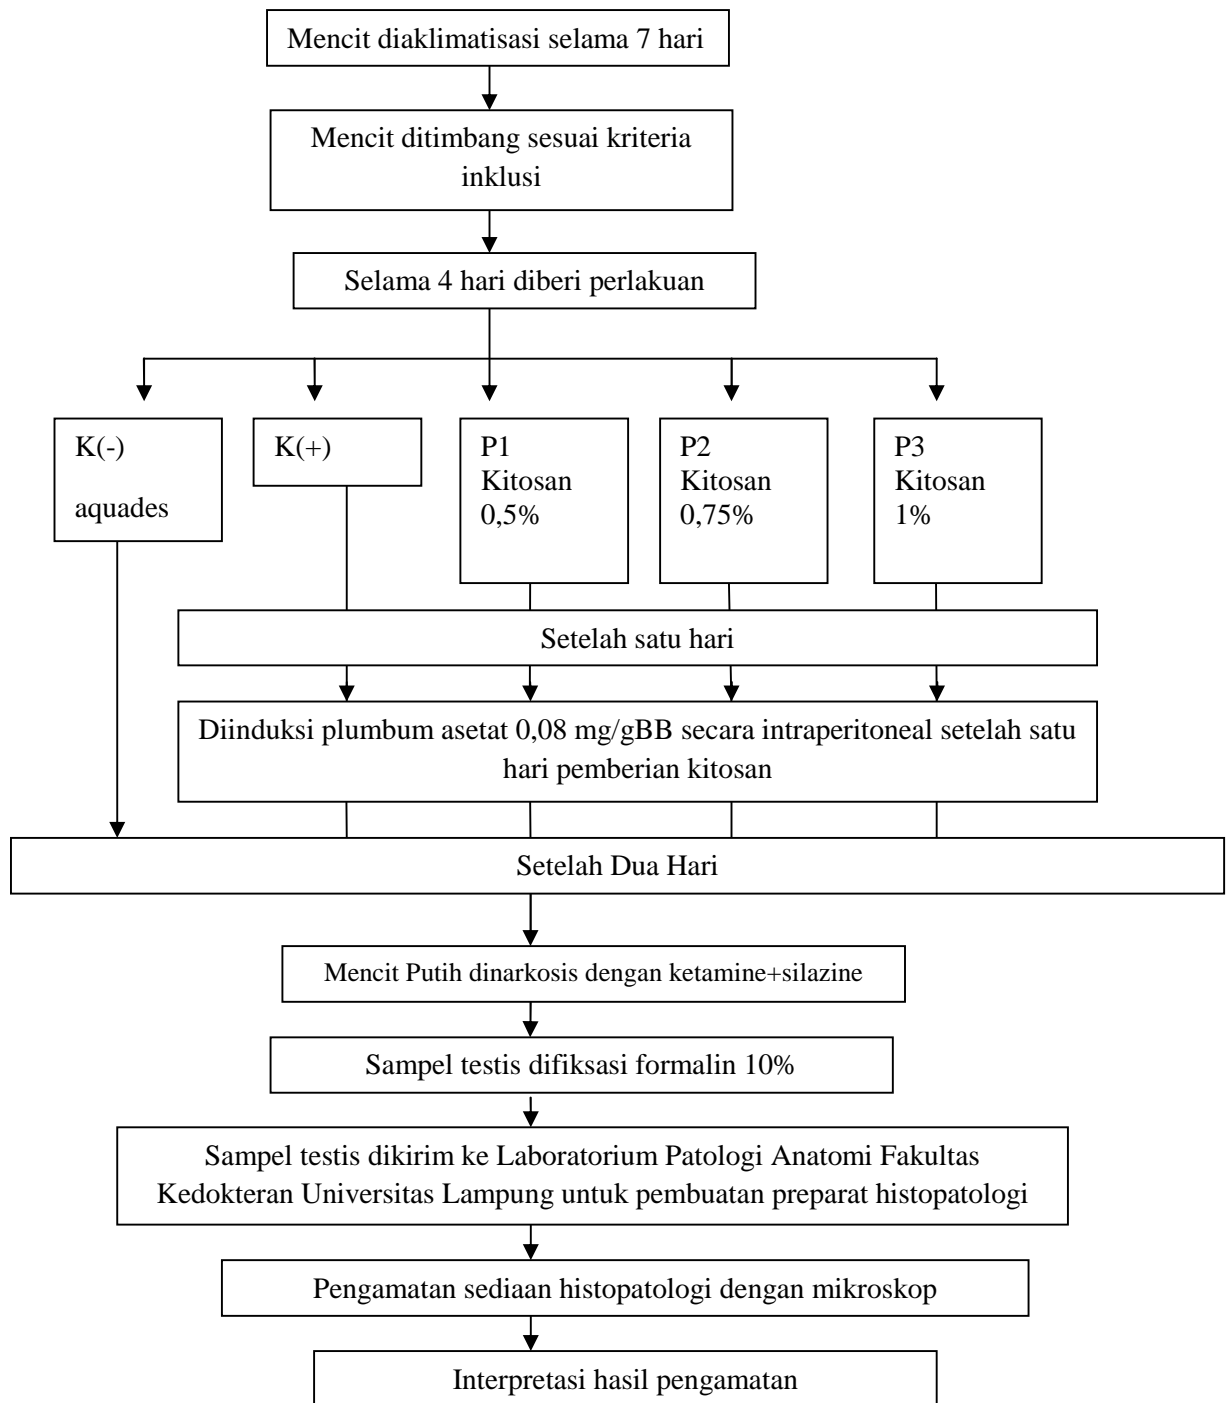 Mencit diaklimatisasi selama 7 hari
Mencit ditimbang sesuai kriteria
inklusi
Selama 4 hari diberi perlakuan
K(-)
aquades
K(+)
P1
Kitosan
0,5%
P2
Kitosan
0,75%
P3
Kitosan
1%
Setelah satu hari
Diinduksi plumbum asetat 0,08 mg/gBB secara intraperitoneal setelah satu
hari pemberian kitosan
Setelah Dua Hari
Mencit Putih dinarkosis dengan ketamine+silazine
Sampel testis difiksasi formalin 10%
Sampel testis dikirim ke Laboratorium Patologi Anatomi Fakultas
Kedokteran Universitas Lampung untuk pembuatan preparat histopatologi
Pengamatan sediaan histopatologi dengan mikroskop
Interpretasi hasil pengamatan